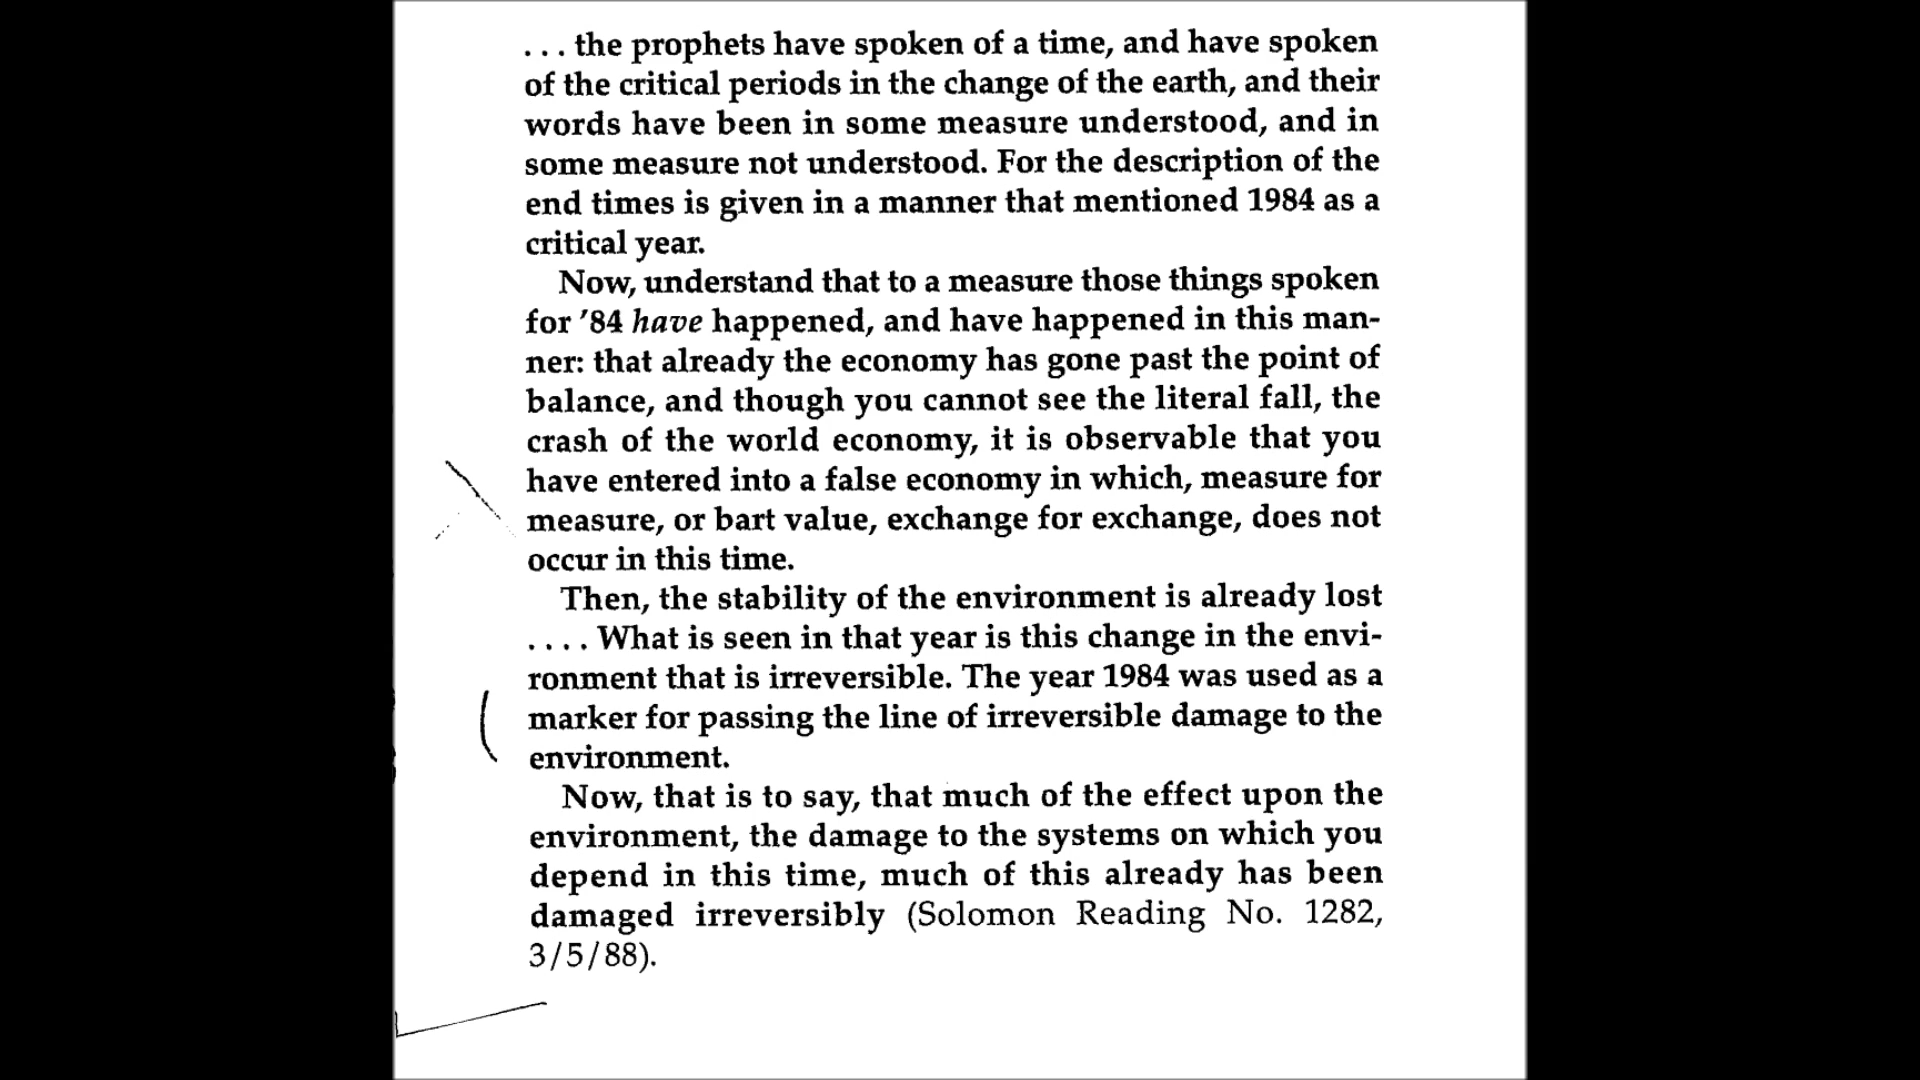 . . . the prophets have spoken of a time, and have spoken
of the critical periods in the change of the earth, and their
words have been in some measure understood, and in
some measure not understood. For the description of the
end times is given in a manner that mentioned 1984 as a
critical year.
Now, understand that to a measure those things spoken
for '84 have happened, and have happened in this man-
ner: that already the economy has gone past the point of
balance, and though you cannot see the literal fall, the
crash of the world economy, it is observable that you
have entered into a false economy in which, measure for
measure, or bart value, exchange for exchange, does not
occur in this time.
Then, the stability of the environment is already lost
. . . . What is seen in that year is this change in the envi-
ronment that is irreversible. The year 1984 was used as a
marker for passing the line of irreversible damage to the
environment.
Now, that is to say, that much of the effect upon the
environment, the damage to the systems on which you
depend in this time, much of this already has been
damaged irreversibly (Solomon Reading No. 1282,
3/5/88).